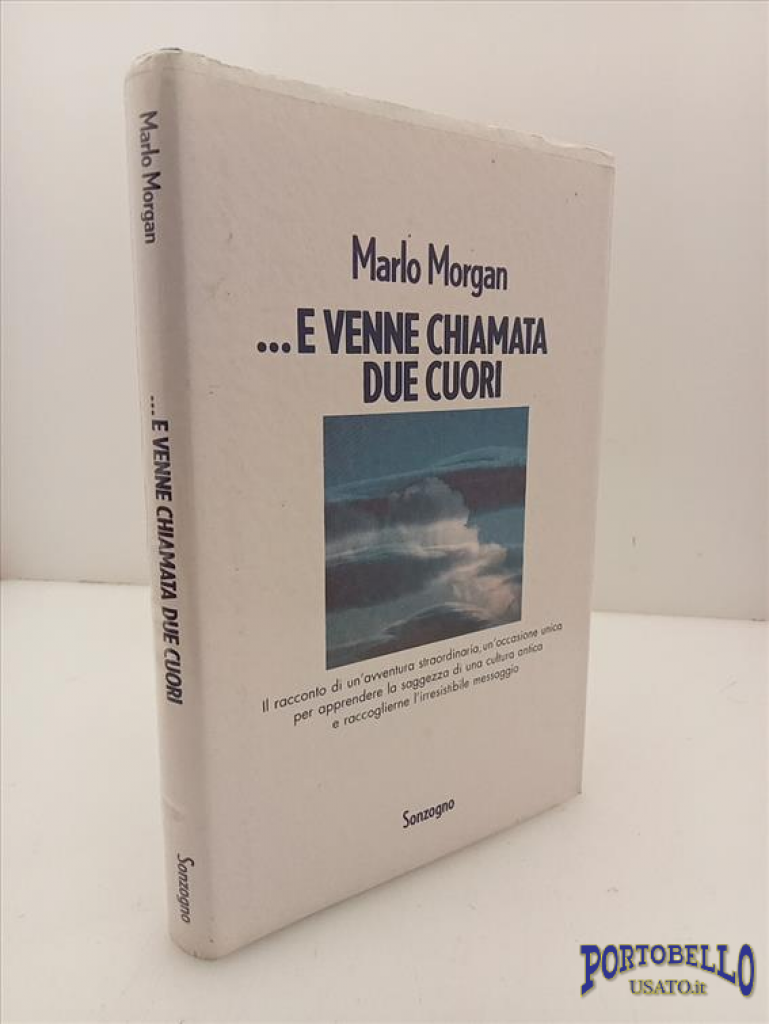 Marlo Morgan
... E VENNE CHIAMATA DUE CUORI
Sonzogno
Marlo Morgan
... E VENNE CHIAMATA
DUE CUORI
Il racconto di un'avventura straordinaria, un'occasione unica
per apprendere la saggezza di una cultura antica
e raccoglierne l'irresistibile messaggio
Sonzogno
PORTOBELLO
USATO.it